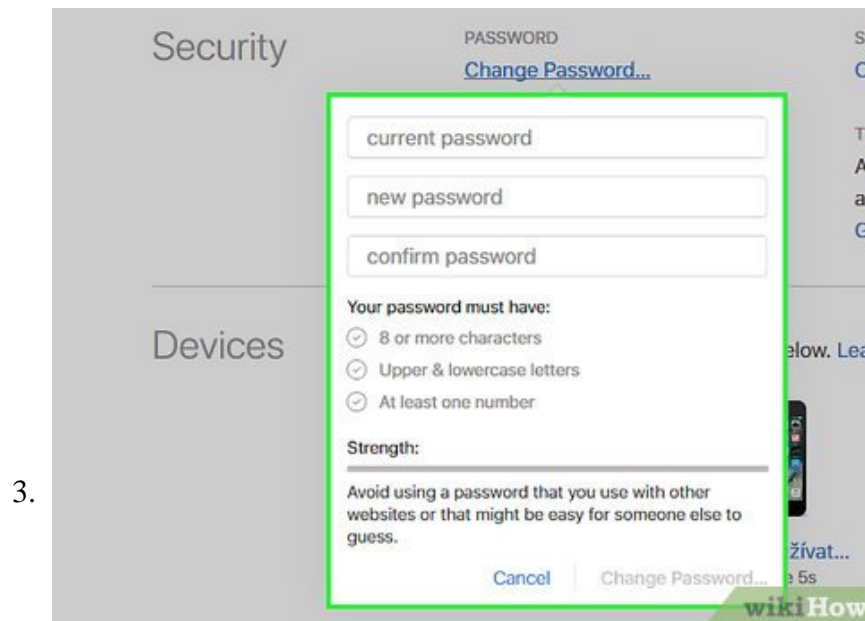 Security
PASSWORD
Change Password...
S
C
T
A
a
G
current password
new password
confirm password
Your password must have:
8 or more characters
Upper & lowercase letters
At least one number
Strength:
Avoid using a password that you use with other
websites or that might be easy for someone else to
guess.
Cancel
Change Password...
Devices
elow. Lea
žívat...
e 5s
3.
wikiHow